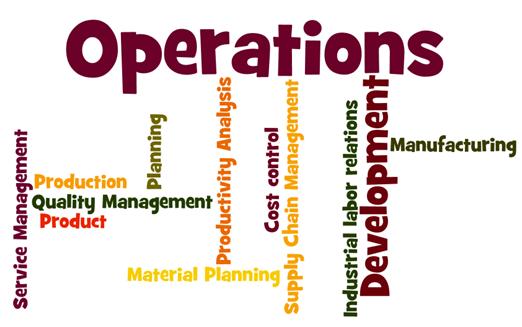 Operations
Service Management
Production
Quality Management
Product
Planning
Material Planning
Productivity Analysis
Cost control
Supply Chain Management
Industrial labor relations
Development
Manufacturing